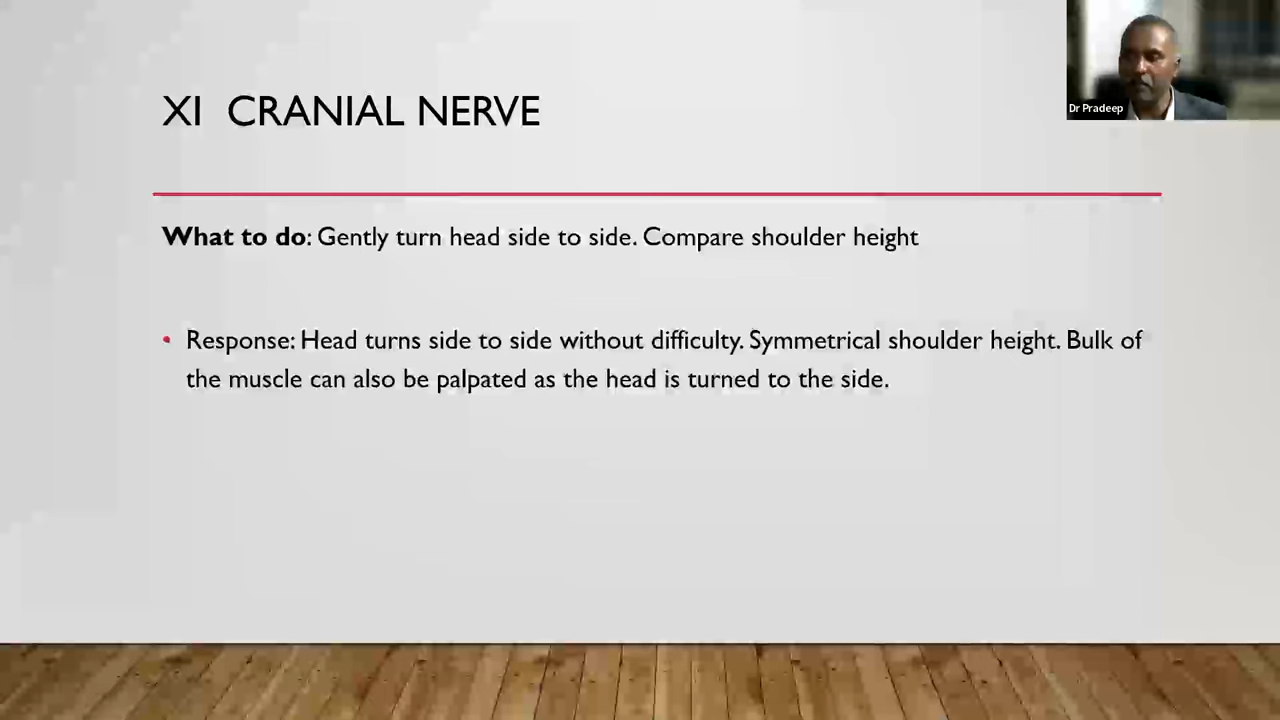 XI CRANIAL NERVE
Dr Pradeep
What to do: Gently turn head side to side. Compare shoulder height
• Response: Head turns side to side without difficulty. Symmetrical shoulder height. Bulk of
the muscle can also be palpated as the head is turned to the side.